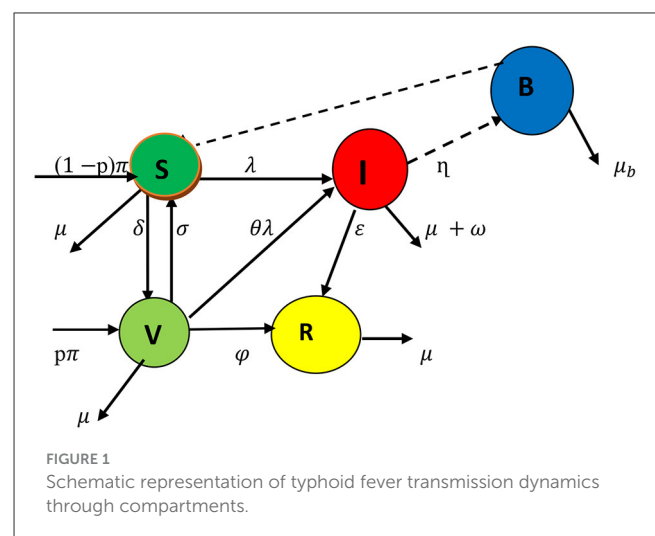 B
(1 −p)π
S
λ
I
η
μ_b
μ
δ
σ
θλ
ε
μ + ω
V
R
pπ
φ
μ
μ
FIGURE 1
Schematic representation of typhoid fever transmission dynamics
through compartments.